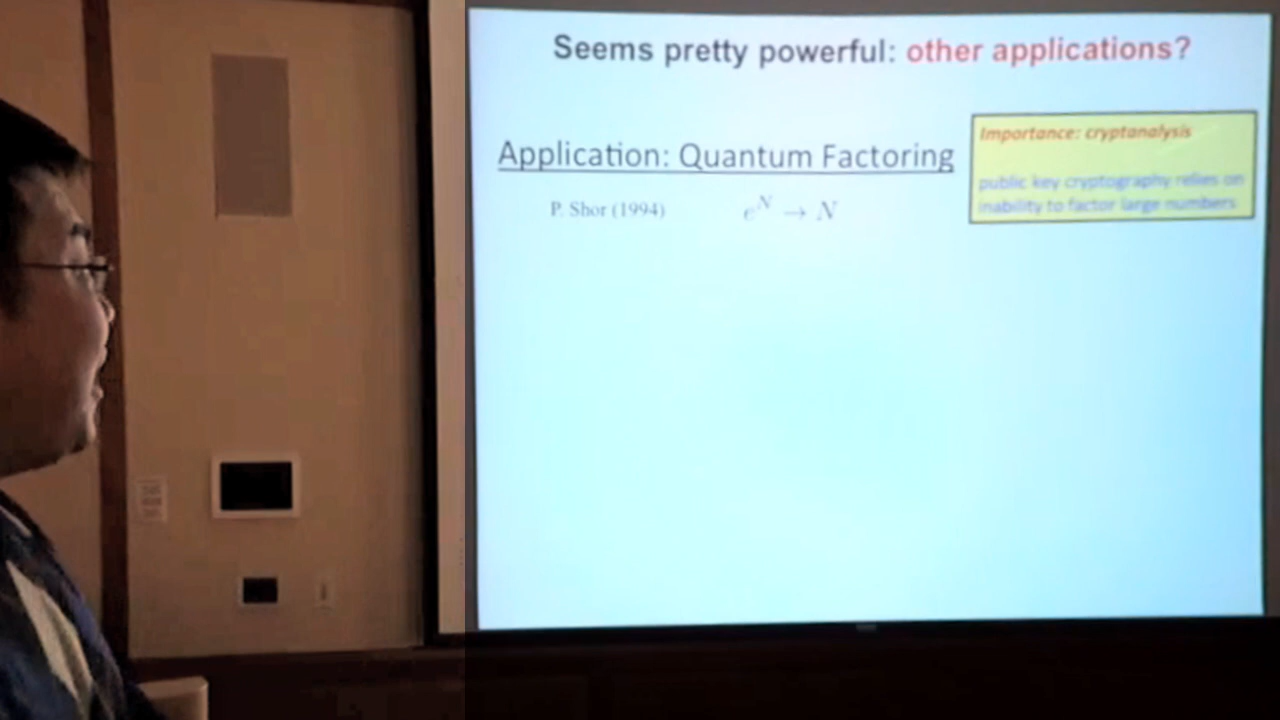 Seems pretty powerful: other applications?
Application: Quantum Factoring
P. Shor (1994)
e^N → N
Importance: cryptanalysis
public key cryptography relies on
inability to factor large numbers